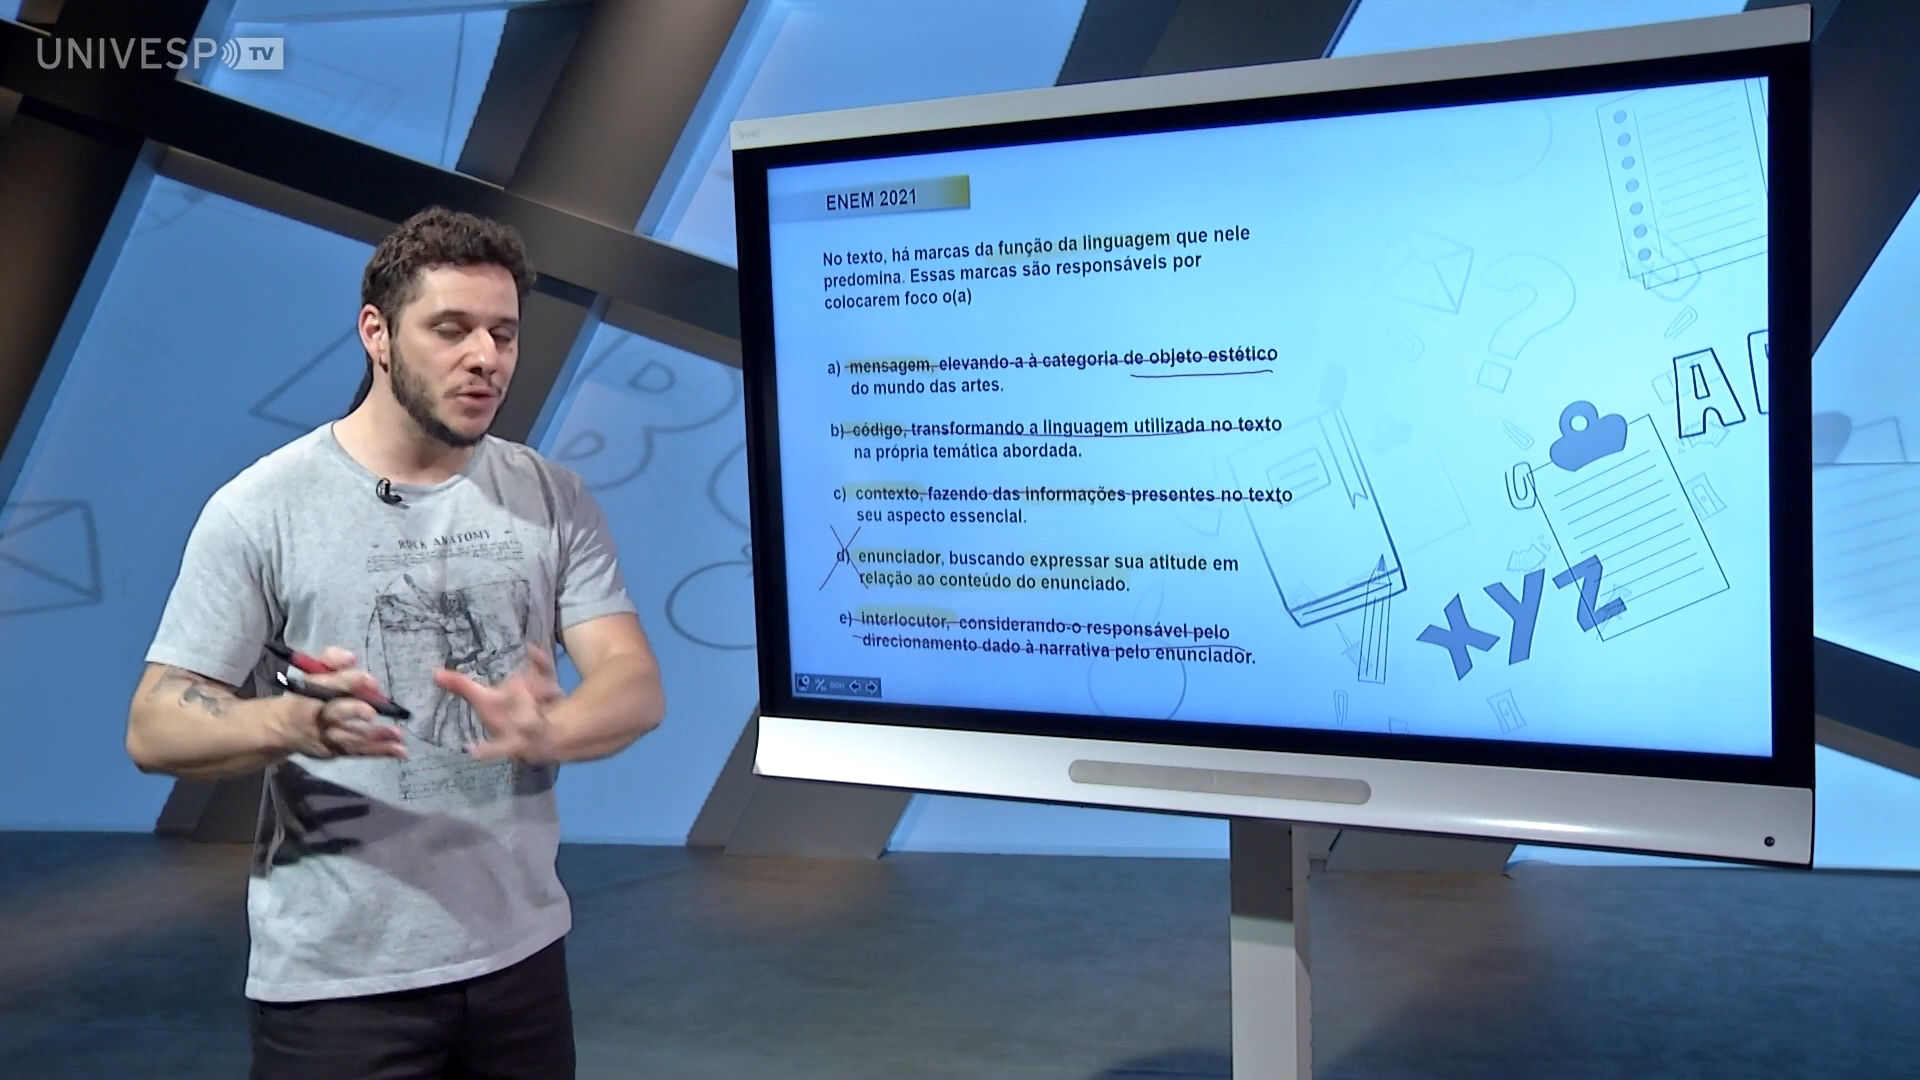 UNIVESP TV
ENEM 2021
No texto, há marcas da função da linguagem que nele
predomina. Essas marcas são responsáveis por
colocarem foco o(a)
a) mensagem, elevando-a à categoria de objeto estético
do mundo das artes.
b) código, transformando a linguagem utilizada no texto
na própria temática abordada.
c) contexto, fazendo das informações presentes no texto
seu aspecto essencial.
d) enunciador, buscando expressar sua atitude em
relação ao conteúdo do enunciado.
e) interlocutor, considerando-o responsável pelo
direcionamento dado à narrativa pelo enunciador.
A
XYZ
ROCK ANATOMY